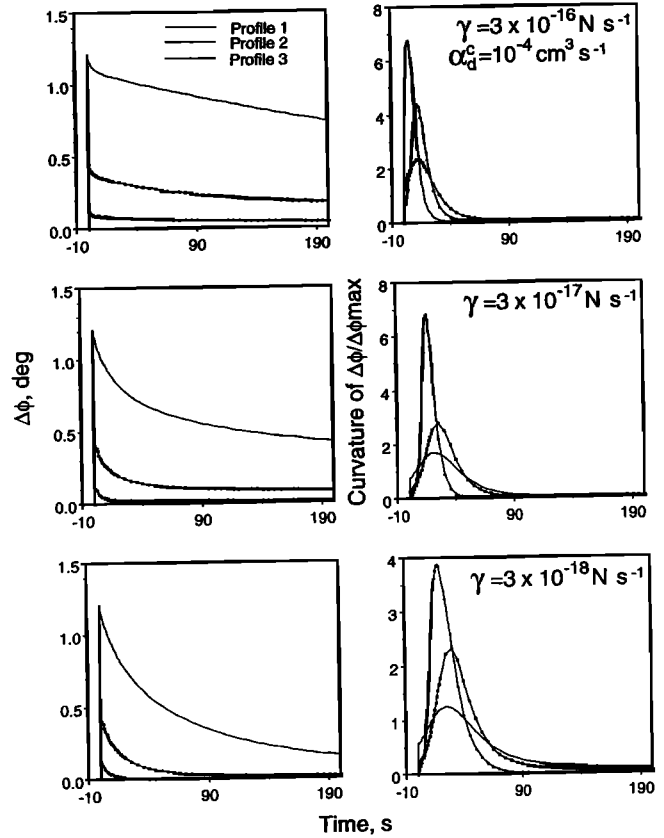 Profile 1
Profile 2
Profile 3
1.5
1.0
0.5
0.0
-10 90 190
γ=3 x 10⁻¹⁶ N s⁻¹
α_d^c=10⁻⁴ cm³ s⁻¹
8
6
4
2
0
-10 90 190
1.5
1.0
0.5
0.0
-10 90 190
Δϕ, deg
γ=3 x 10⁻¹⁷ N s⁻¹
8
6
4
2
0
-10 90 190
Curvature of Δϕ/Δϕmax
1.5
1.0
0.5
0.0
-10 90 190
γ=3 x 10⁻¹⁸ N s⁻¹
4
3
2
1
0
-10 90 190
Time, s